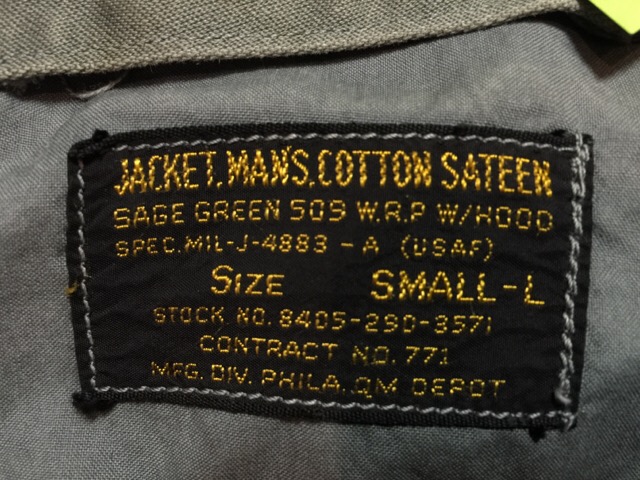 JACKET, MAN'S, COTTON SATEEN
SAGE GREEN 509 W.R.P W/HOOD
SPEC. MIL-J-4883-A (USAF)
SIZE SMALL-L
STOCK NO. 8405-290-3571
CONTRACT NO. 771
MFG. DIV. PHILA. QM DEPOT